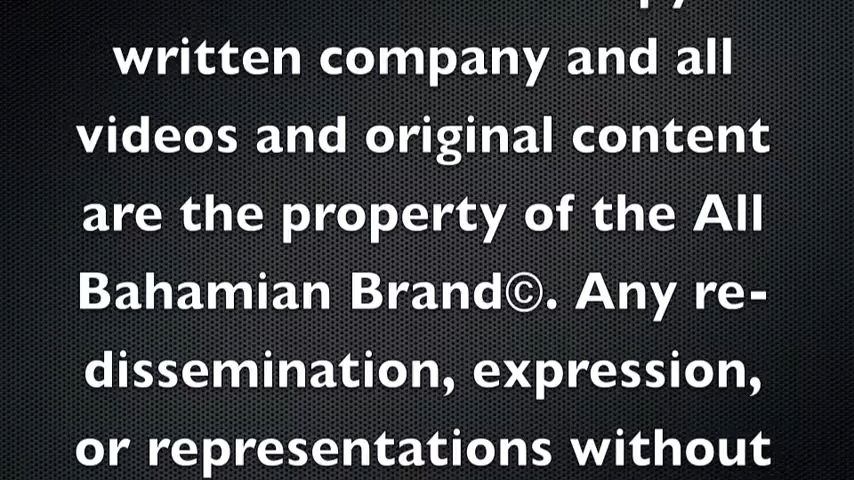 written company and all
videos and original content
are the property of the All
Bahamian Brand©. Any re-
dissemination, expression,
or representations without